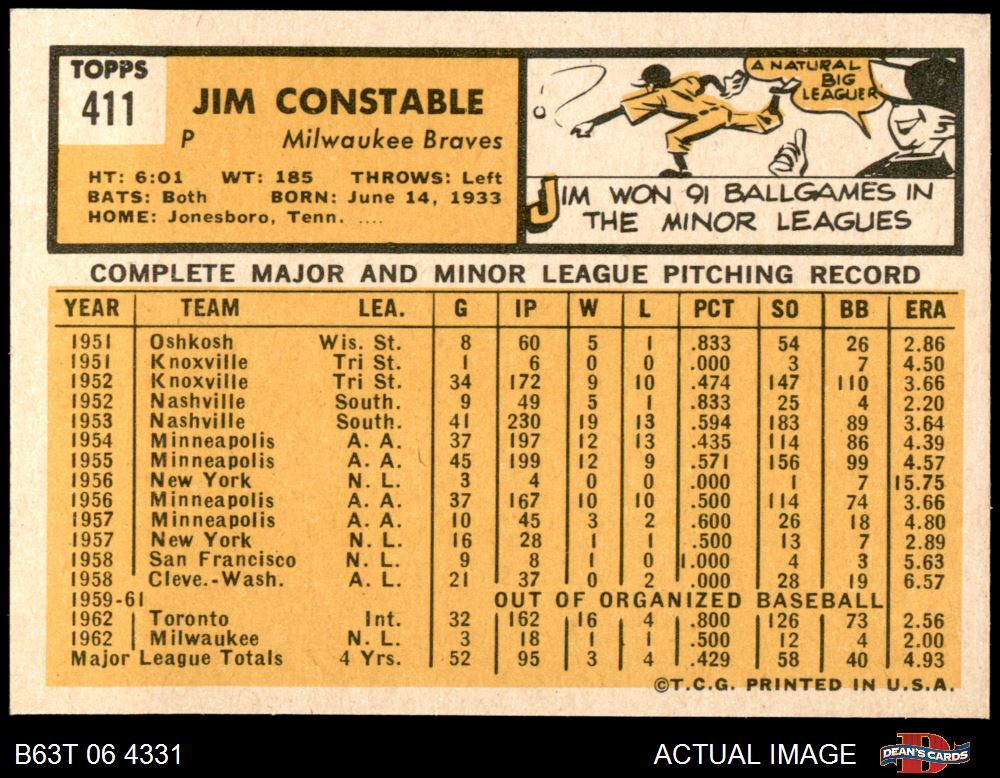 TOPPS
411
JIM CONSTABLE
P Milwaukee Braves
HT: 6:01 WT: 185 THROWS: Left
BATS: Both BORN: June 14, 1933
HOME: Jonesboro, Tenn. ....
A NATURAL
BIG
LEAGUER
JIM WON 91 BALLGAMES IN
THE MINOR LEAGUES
COMPLETE MAJOR AND MINOR LEAGUE PITCHING RECORD
YEAR TEAM LEA. G IP W L PCT SO BB ERA
1951 Oshkosh Wis. St. 8 60 5 1 .833 54 26 2.86
1951 Knoxville Tri St. 1 6 0 0 .000 3 7 4.50
1952 Knoxville Tri St. 34 172 9 10 .474 147 110 3.66
1952 Nashville South. 9 49 5 1 .833 25 4 2.20
1953 Nashville South. 41 230 19 13 .594 183 89 3.64
1954 Minneapolis A. A. 37 197 12 13 .435 114 86 4.39
1955 Minneapolis A. A. 45 199 12 9 .571 156 99 4.57
1956 New York N. L. 3 4 0 0 .000 1 7 15.75
1956 Minneapolis A. A. 37 167 10 10 .500 114 74 3.66
1957 Minneapolis A. A. 10 45 3 2 .600 26 18 4.80
1957 New York N. L. 16 28 1 1 .500 13 7 2.89
1958 San Francisco N. L. 9 8 1 0 1.000 4 3 5.63
1958 Cleve.-Wash. A. L. 21 37 0 2 .000 28 19 6.57
1959-61 OUT OF ORGANIZED BASEBALL
1962 Toronto Int. 32 162 16 4 .800 126 73 2.56
1962 Milwaukee N. L. 3 18 1 1 .500 12 4 2.00
Major League Totals 4 Yrs. 52 95 3 4 .429 58 40 4.93
©T.C.G. PRINTED IN U.S.A.
B63T 06 4331 ACTUAL IMAGE DEAN'S CARDS